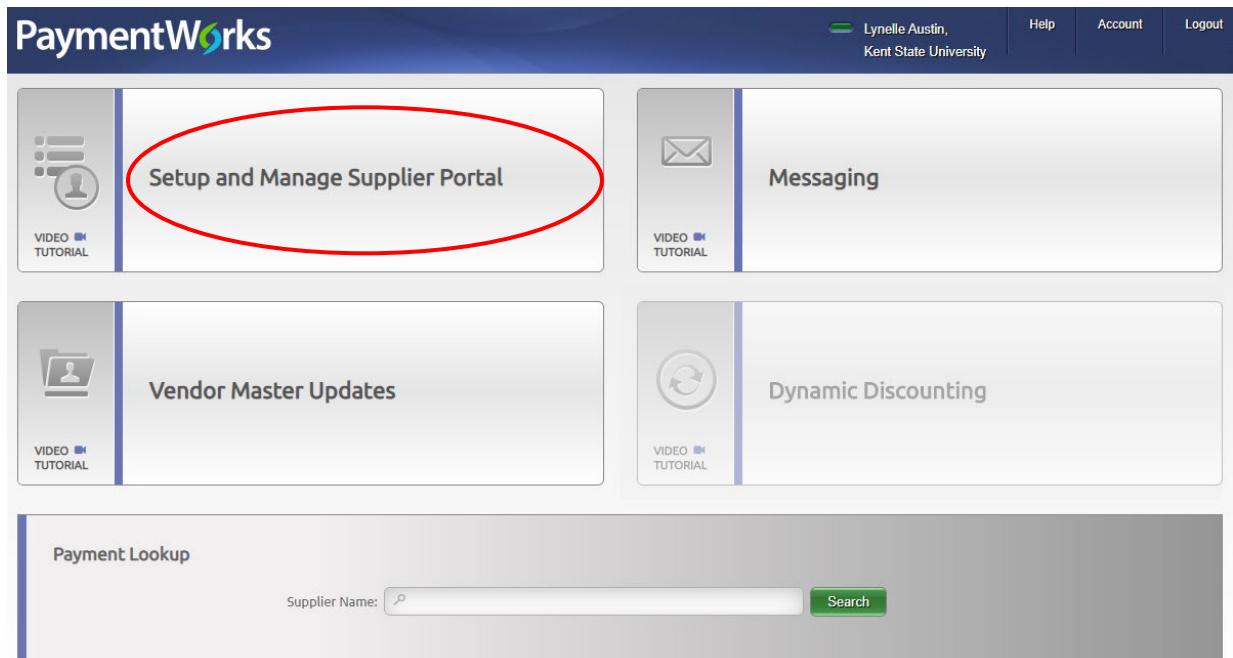 PaymentWorks
Lynelle Austin,
Kent State University
Help
Account
Logout
Setup and Manage Supplier Portal
VIDEO
TUTORIAL
Messaging
VIDEO
TUTORIAL
Vendor Master Updates
VIDEO
TUTORIAL
Dynamic Discounting
VIDEO
TUTORIAL
Payment Lookup
Supplier Name:
Search